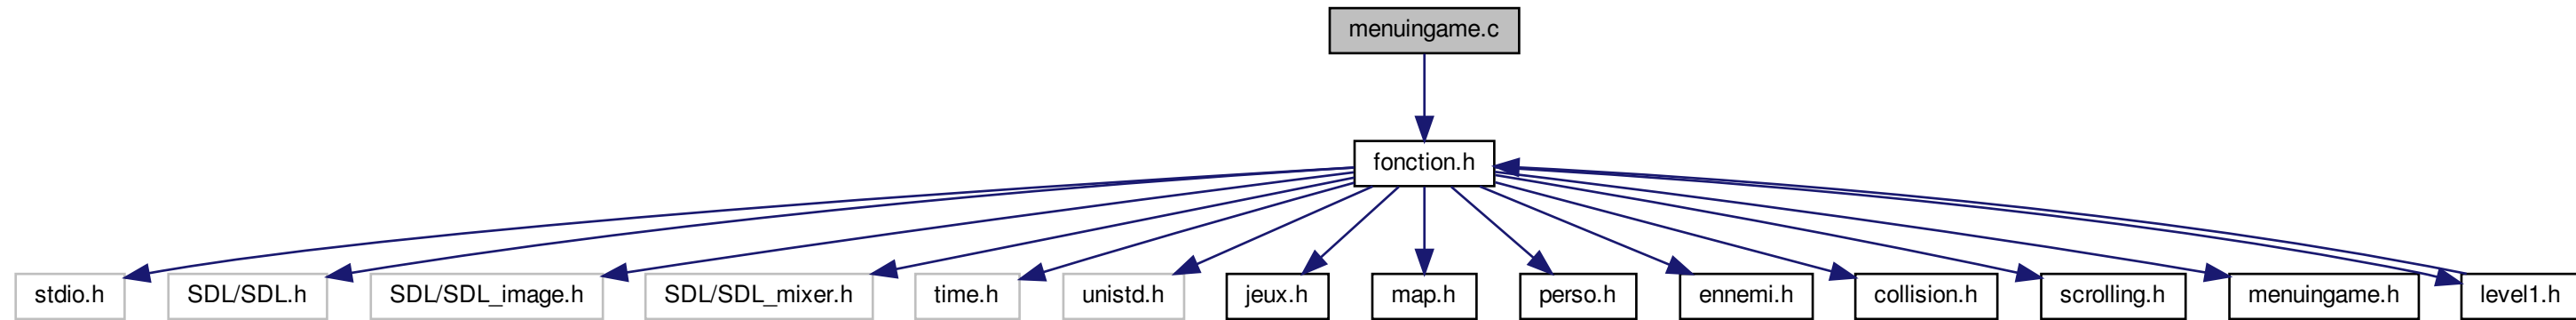 menuingame.c
fonction.h
stdio.h
SDL/SDL.h
SDL/SDL_image.h
SDL/SDL_mixer.h
time.h
unistd.h
jeux.h
map.h
perso.h
ennemi.h
collision.h
scrolling.h
menuingame.h
level1.h